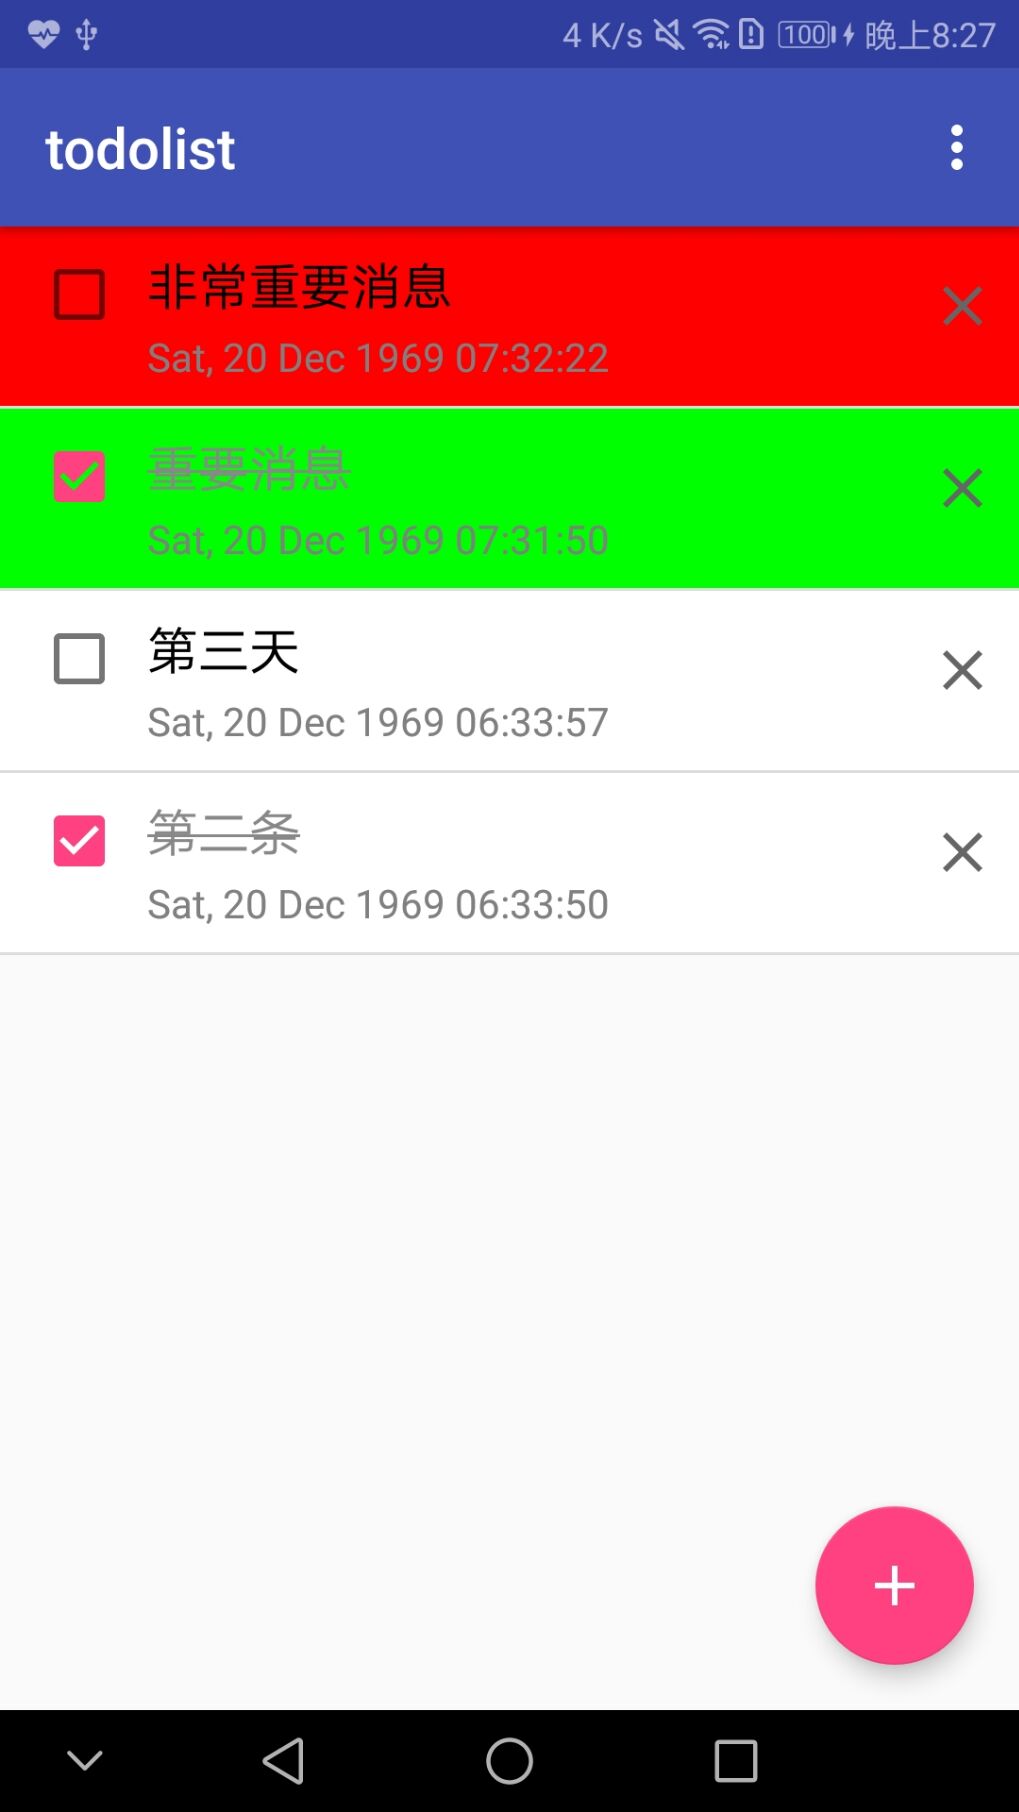 4 K/s 100 晚上8:27
todolist
非常重要消息
Sat, 20 Dec 1969 07:32:22
重要消息
Sat, 20 Dec 1969 07:31:50
第三天
Sat, 20 Dec 1969 06:33:57
第二条
Sat, 20 Dec 1969 06:33:50